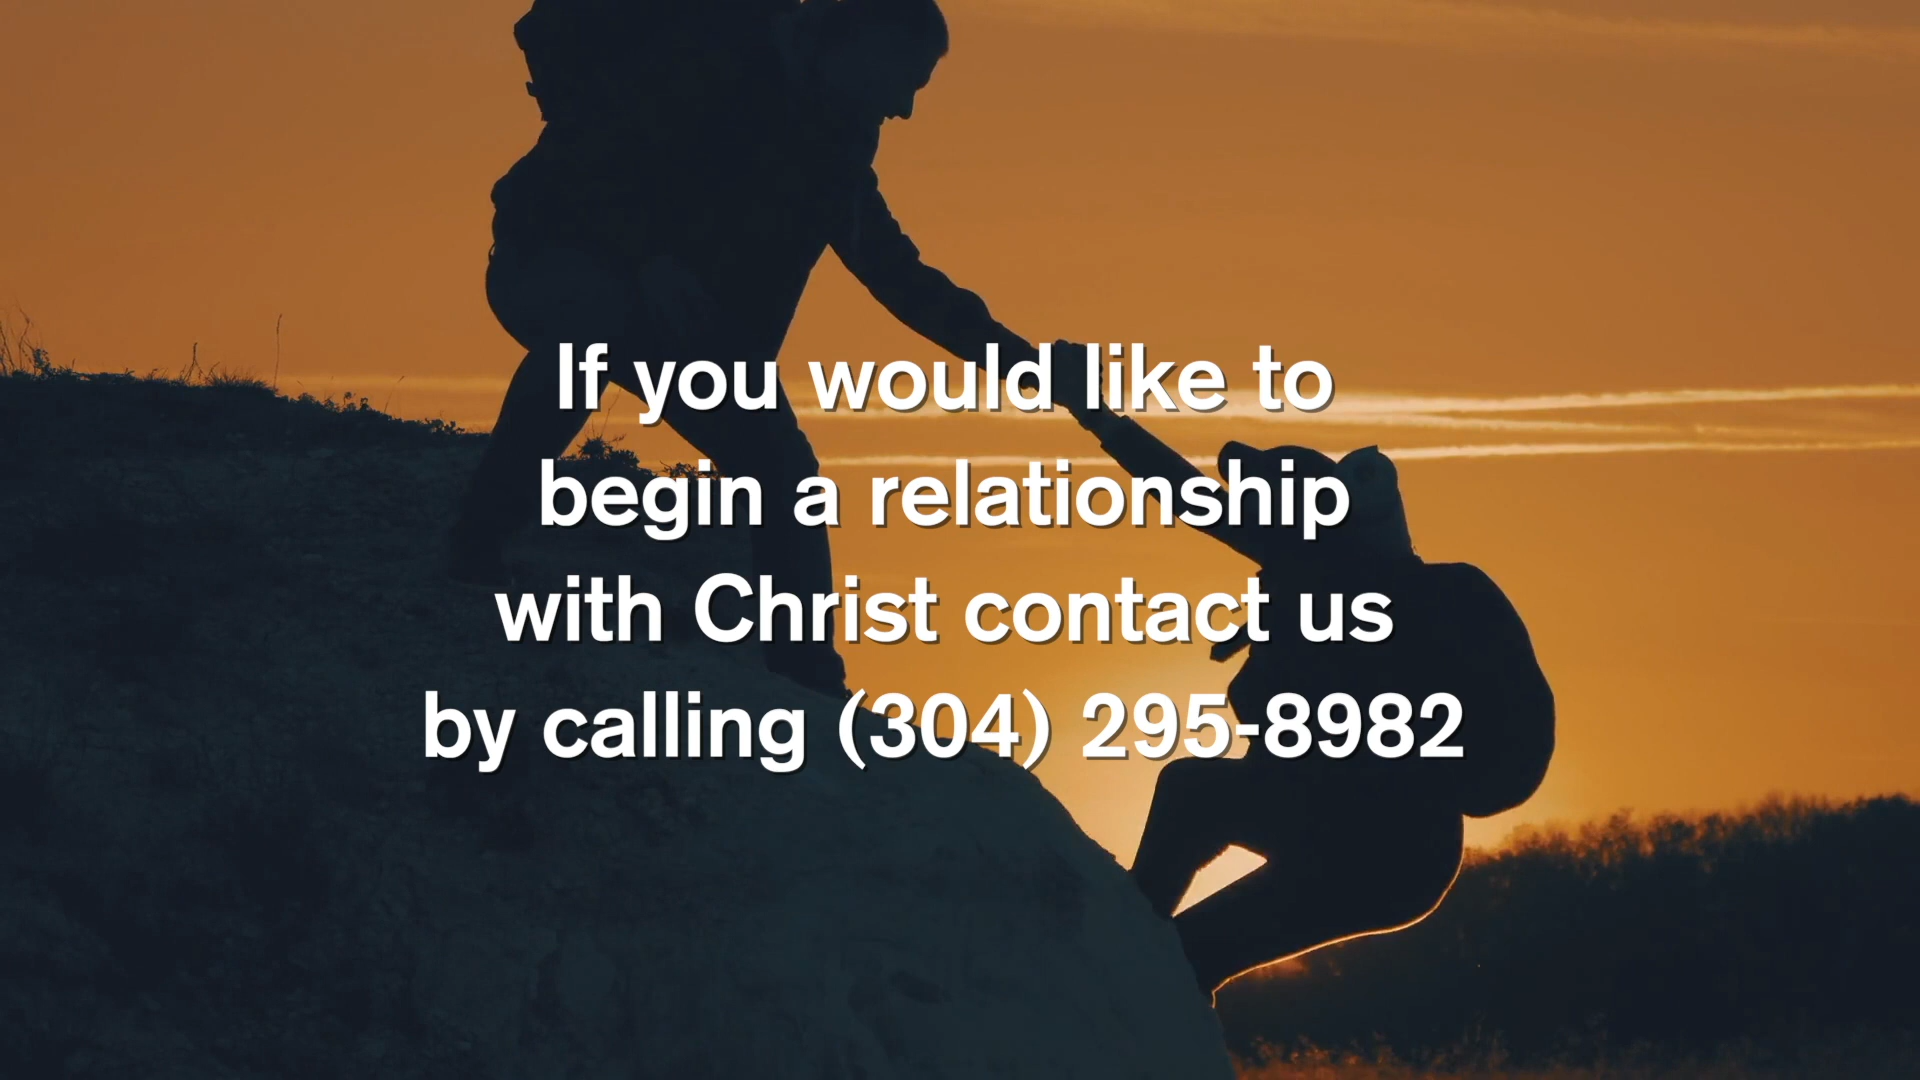 If you would like to
begin a relationship
with Christ contact us
by calling (304) 295-8982